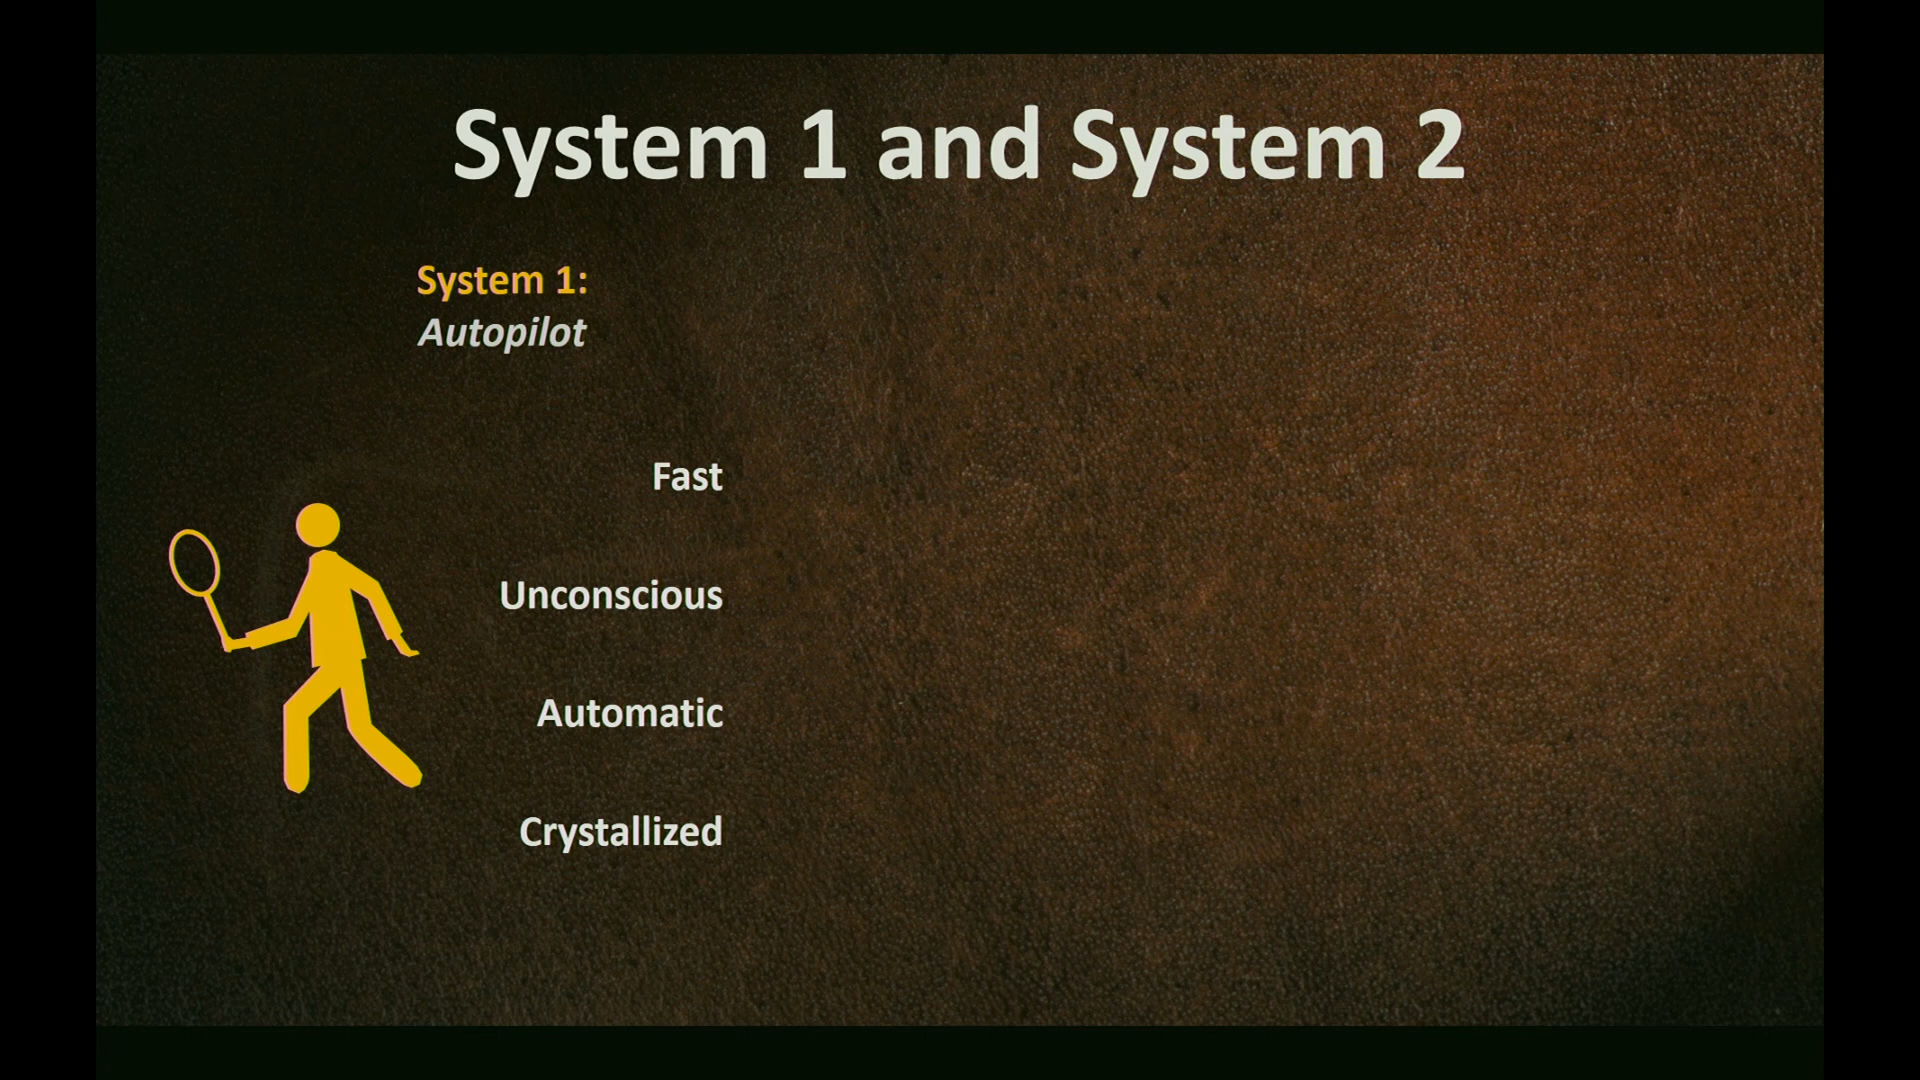 System 1 and System 2
System 1:
Autopilot
Fast
Unconscious
Automatic
Crystallized